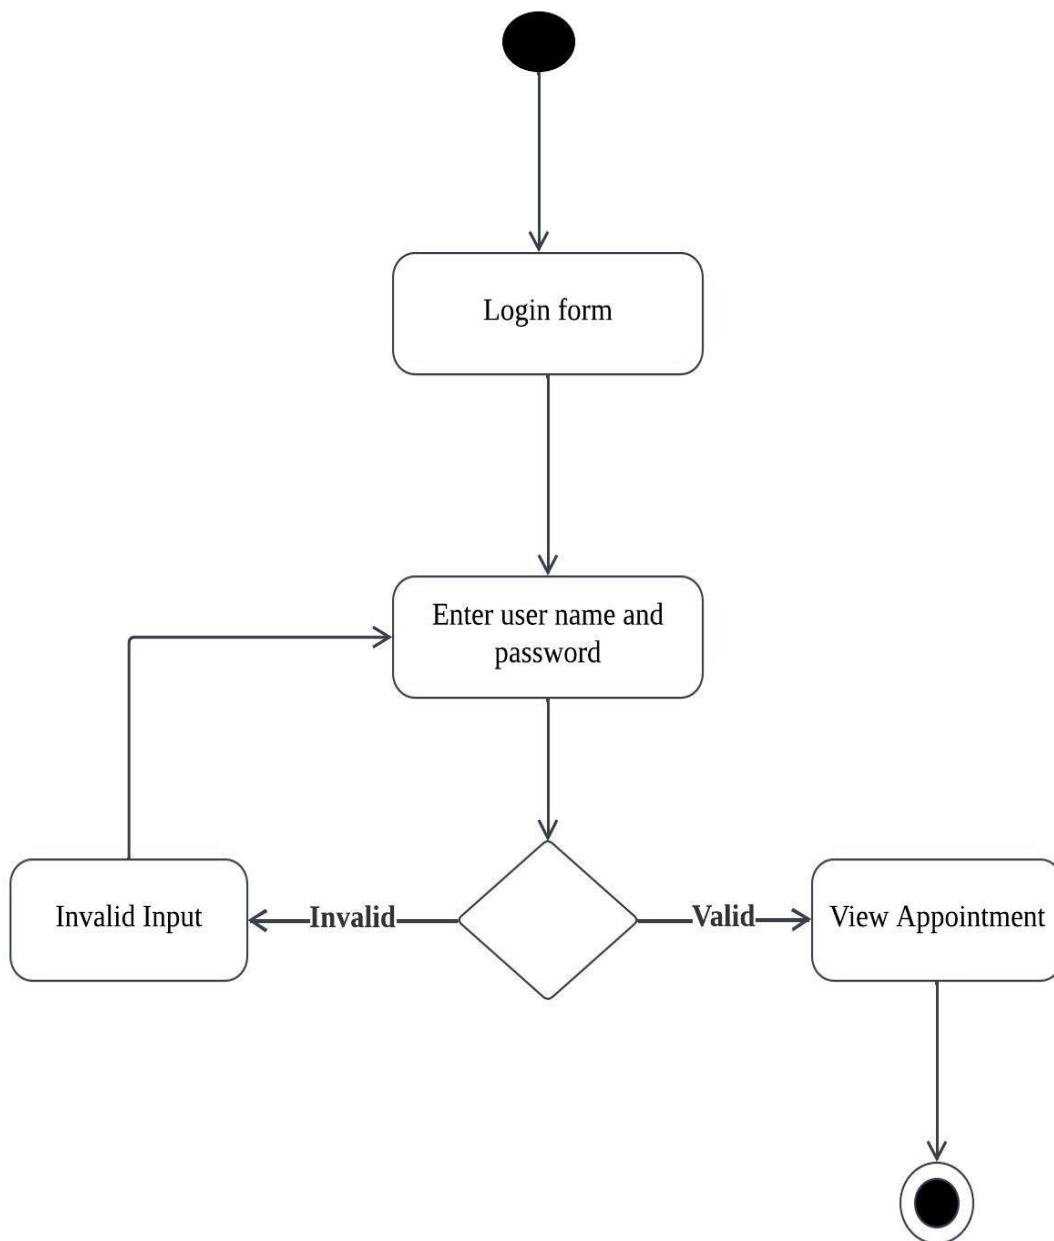 Login form
Enter user name and
password
Invalid Input
Invalid
Valid
View Appointment